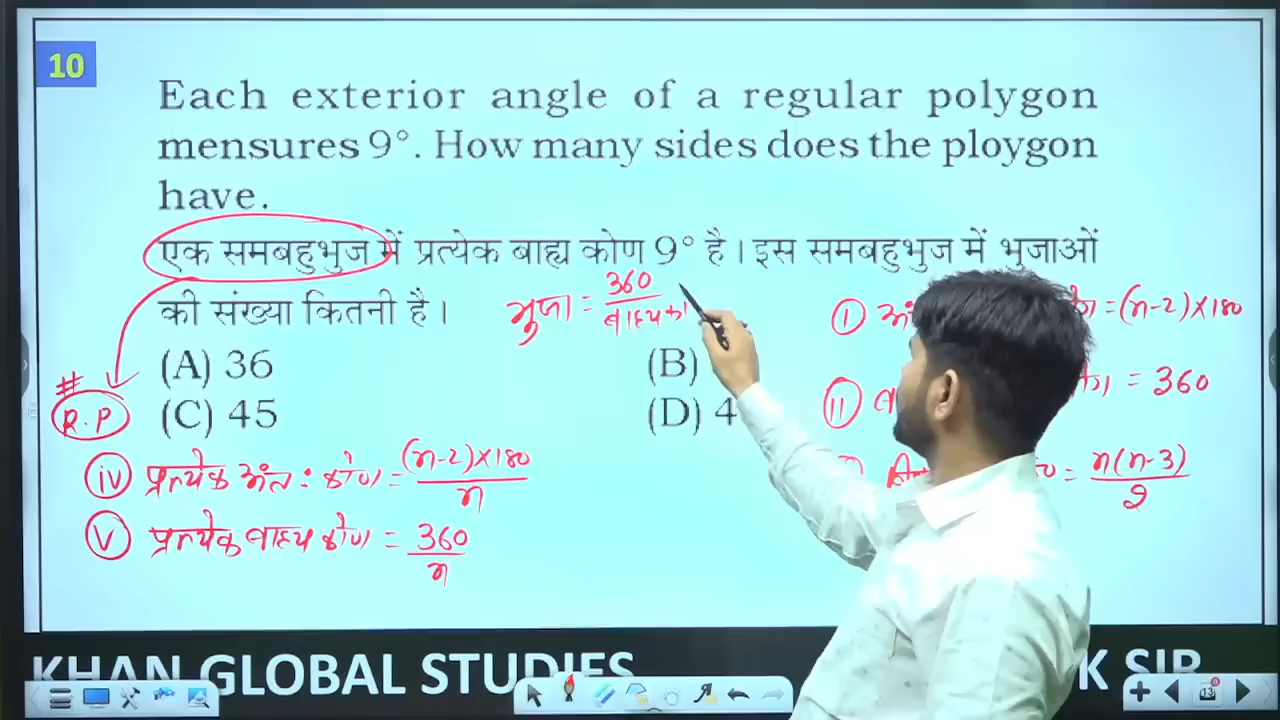 10
Each exterior angle of a regular polygon
mensures 9°. How many sides does the ploygon
have.
एक समबहुभुज में प्रत्येक बाह्य कोण 9° है। इस समबहुभुज में भुजाओं
की संख्या कितनी है।
भुजा = 360 / बाह्य को
(A) 36
(B)
(C) 45
(D) 4
# R.P
(i) = (n-2)×180
(ii) = 360
= n(n-3) / 2
(iv) प्रत्येक अंतः कोण = (n-2)×180 / n
(v) प्रत्येक बाह्य कोण = 360 / n
KHAN GLOBAL STUDIES
K SIR
13